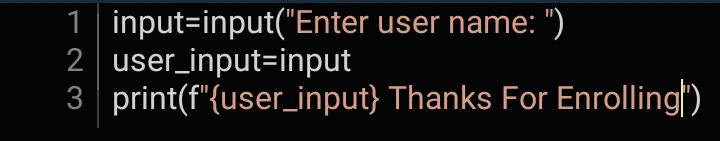 1 input=input("Enter user name: ")
2 user_input=input
3 print(f"{user_input} Thanks For Enrolling")